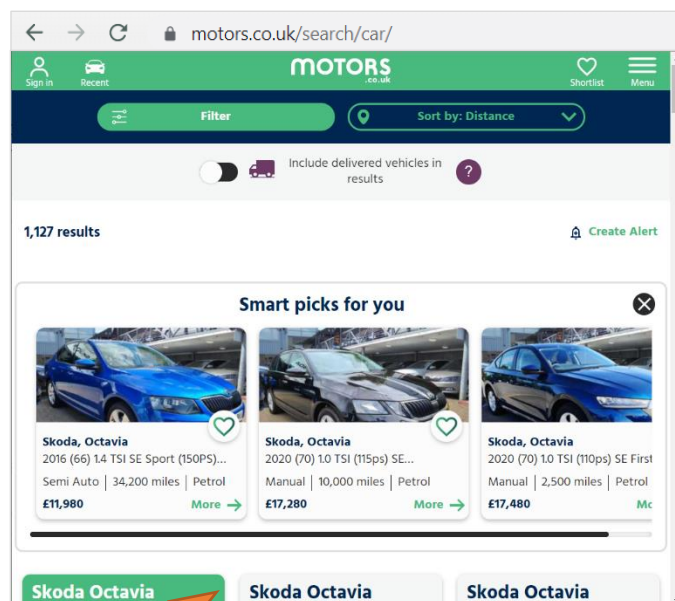 motors.co.uk/search/car/
Sign in
Recent
MOTORS
.co.uk
Shortlist
Menu
Filter
Sort by: Distance
Include delivered vehicles in
results
?
1,127 results
Create Alert
Smart picks for you
Skoda, Octavia
2016 (66) 1.4 TSI SE Sport (150PS)...
Semi Auto | 34,200 miles | Petrol
£11,980 More →
Skoda, Octavia
2020 (70) 1.0 TSI (115ps) SE...
Manual | 10,000 miles | Petrol
£17,280 More →
Skoda, Octavia
2020 (70) 1.0 TSI (110ps) SE First
Manual | 2,500 miles | Petrol
£17,480 Mo
Skoda Octavia
Skoda Octavia
Skoda Octavia